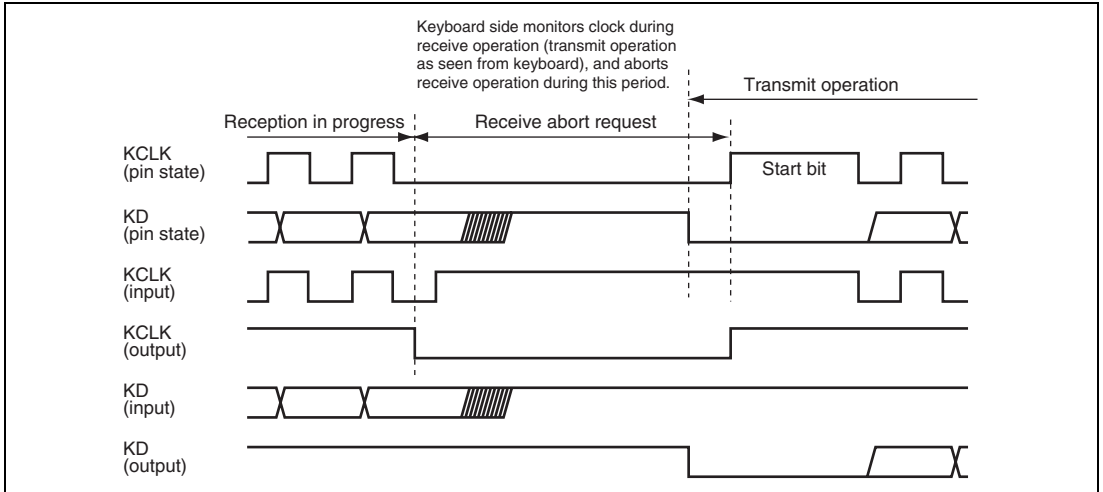 Keyboard side monitors clock during
receive operation (transmit operation
as seen from keyboard), and aborts
receive operation during this period.
Transmit operation
Reception in progress
Receive abort request
KCLK
(pin state)
Start bit
KD
(pin state)
KCLK
(input)
KCLK
(output)
KD
(input)
KD
(output)